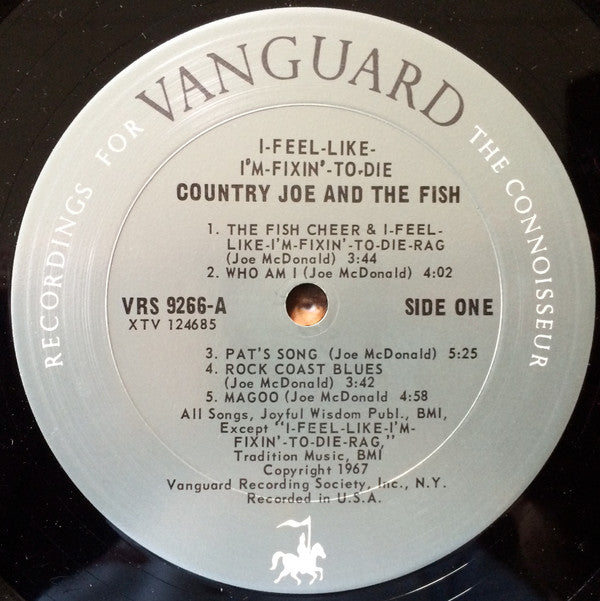 RECORDINGS FOR VANGUARD THE CONNOISSEUR
I-FEEL-LIKE-
I'M-FIXIN'-TO-DIE
COUNTRY JOE AND THE FISH
1. THE FISH CHEER & I-FEEL-
LIKE-I'M-FIXIN'-TO-DIE-RAG
(Joe McDonald) 3:44
2. WHO AM I (Joe McDonald) 4:02
VRS 9266-A
XTV 124685
SIDE ONE
3. PAT'S SONG (Joe McDonald) 5:25
4. ROCK COAST BLUES
(Joe McDonald) 3:42
5. MAGOO (Joe McDonald 4:58
All Songs, Joyful Wisdom Publ., BMI,
Except "I-FEEL-LIKE-I'M-
FIXIN'-TO-DIE-RAG,"
Tradition Music, BMI
Copyright 1967
Vanguard Recording Society, Inc., N.Y.
Recorded in U.S.A.